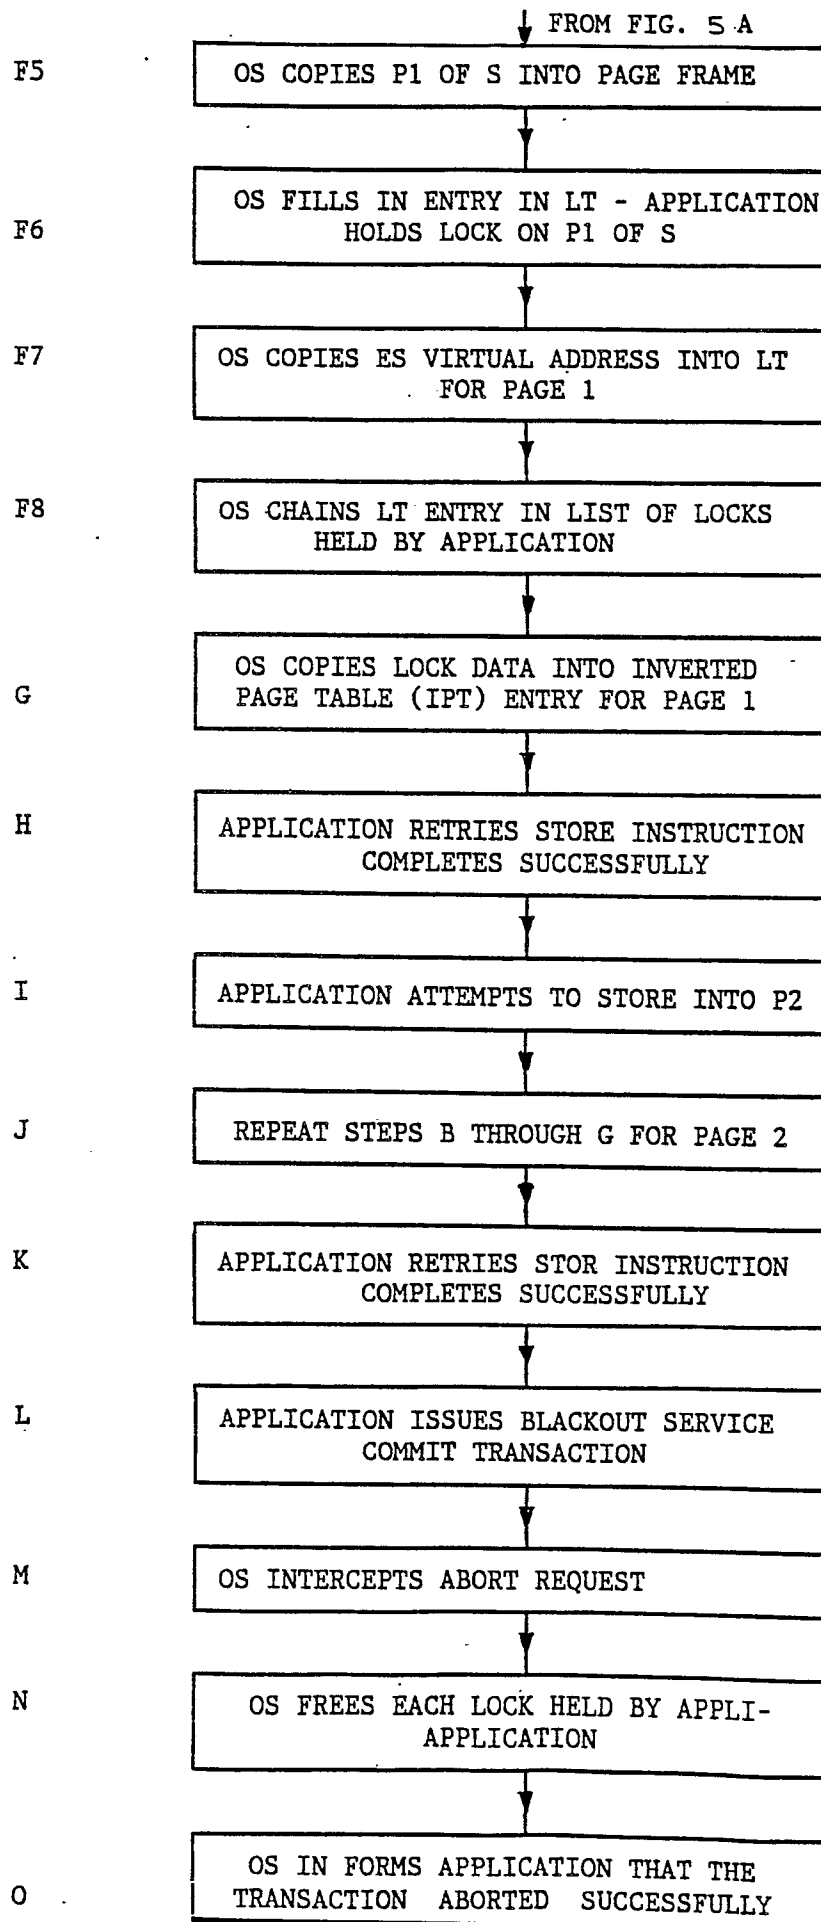 FROM FIG. 5 A
F5
OS COPIES P1 OF S INTO PAGE FRAME
F6
OS FILLS IN ENTRY IN LT - APPLICATION
HOLDS LOCK ON P1 OF S
F7
OS COPIES ES VIRTUAL ADDRESS INTO LT
FOR PAGE 1
F8
OS CHAINS LT ENTRY IN LIST OF LOCKS
HELD BY APPLICATION
G
OS COPIES LOCK DATA INTO INVERTED
PAGE TABLE (IPT) ENTRY FOR PAGE 1
H
APPLICATION RETRIES STORE INSTRUCTION
COMPLETES SUCCESSFULLY
I
APPLICATION ATTEMPTS TO STORE INTO P2
J
REPEAT STEPS B THROUGH G FOR PAGE 2
K
APPLICATION RETRIES STOR INSTRUCTION
COMPLETES SUCCESSFULLY
L
APPLICATION ISSUES BLACKOUT SERVICE
COMMIT TRANSACTION
M
OS INTERCEPTS ABORT REQUEST
N
OS FREES EACH LOCK HELD BY APPLI-
APPLICATION
O
OS IN FORMS APPLICATION THAT THE
TRANSACTION ABORTED SUCCESSFULLY